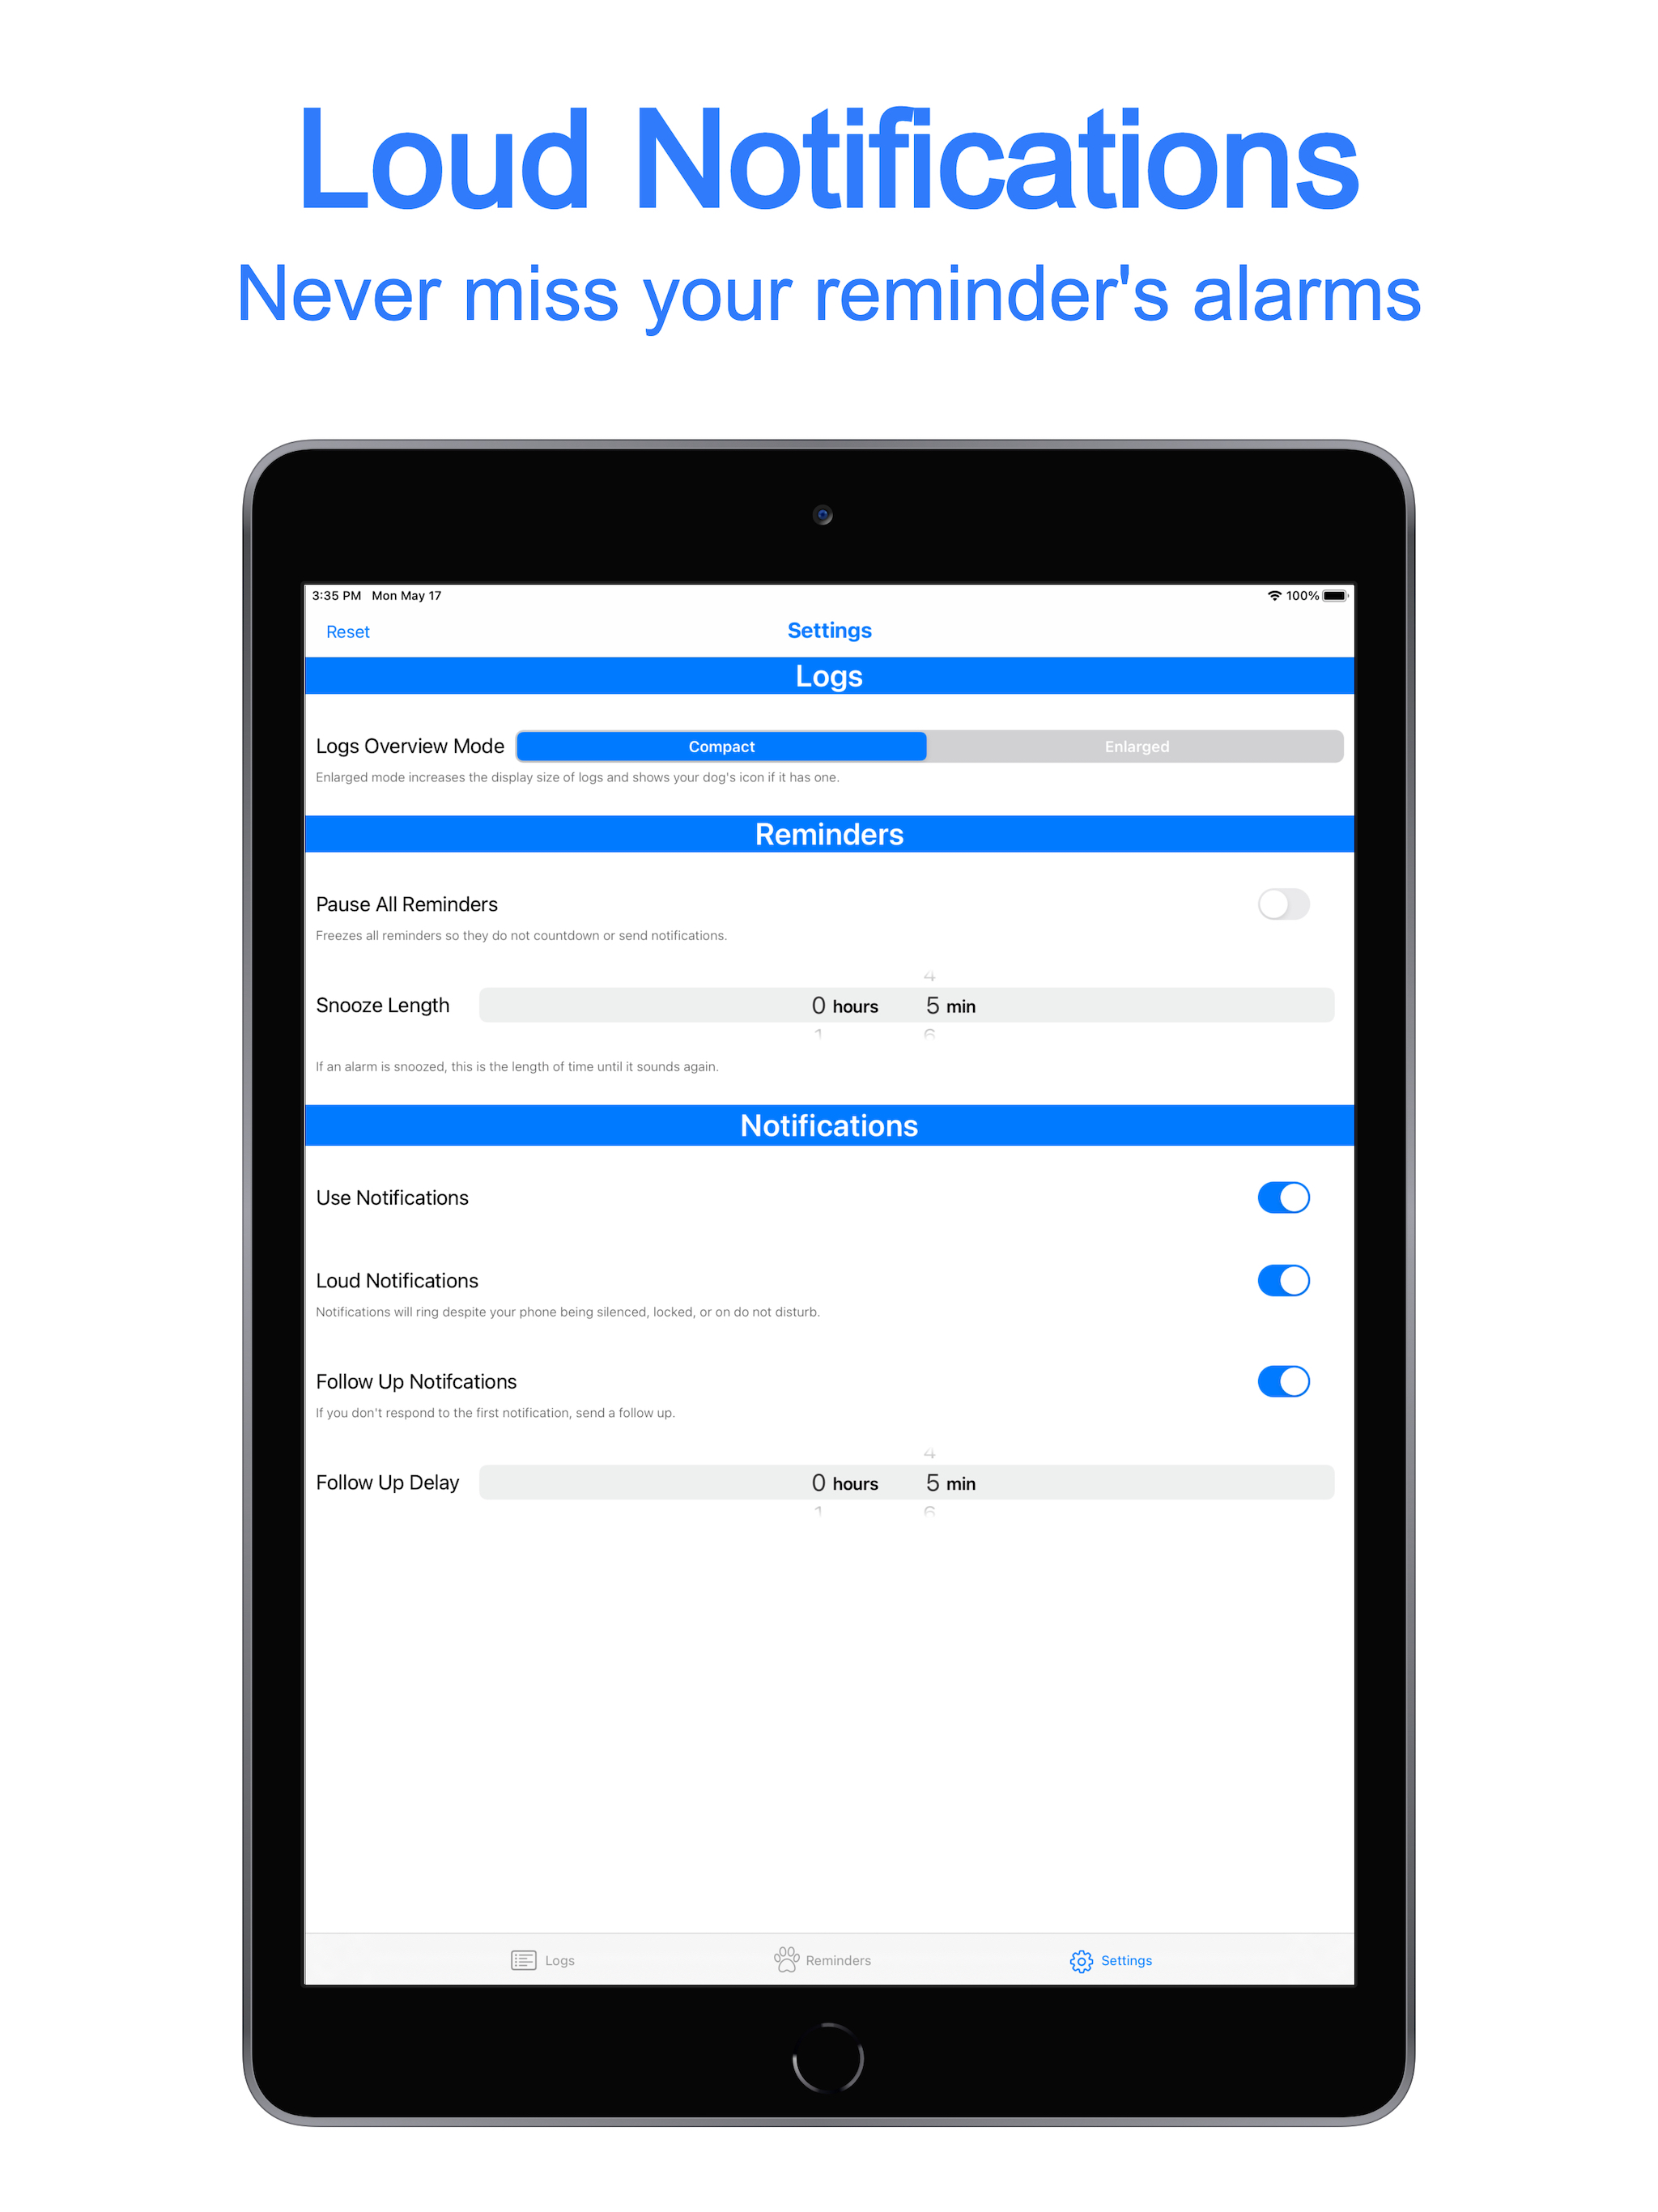 Loud Notifications
Never miss your reminder's alarms
3:35 PM Mon May 17 100%
Reset Settings
Logs
Logs Overview Mode Compact Enlarged
Enlarged mode increases the display size of logs and shows your dog's icon if it has one.
Reminders
Pause All Reminders
Freezes all reminders so they do not countdown or send notifications.
4
Snooze Length 0 hours 5 min
1 6
If an alarm is snoozed, this is the length of time until it sounds again.
Notifications
Use Notifications
Loud Notifications
Notifications will ring despite your phone being silenced, locked, or on do not disturb.
Follow Up Notifcations
If you don't respond to the first notification, send a follow up.
4
Follow Up Delay 0 hours 5 min
1 6
Logs Reminders Settings